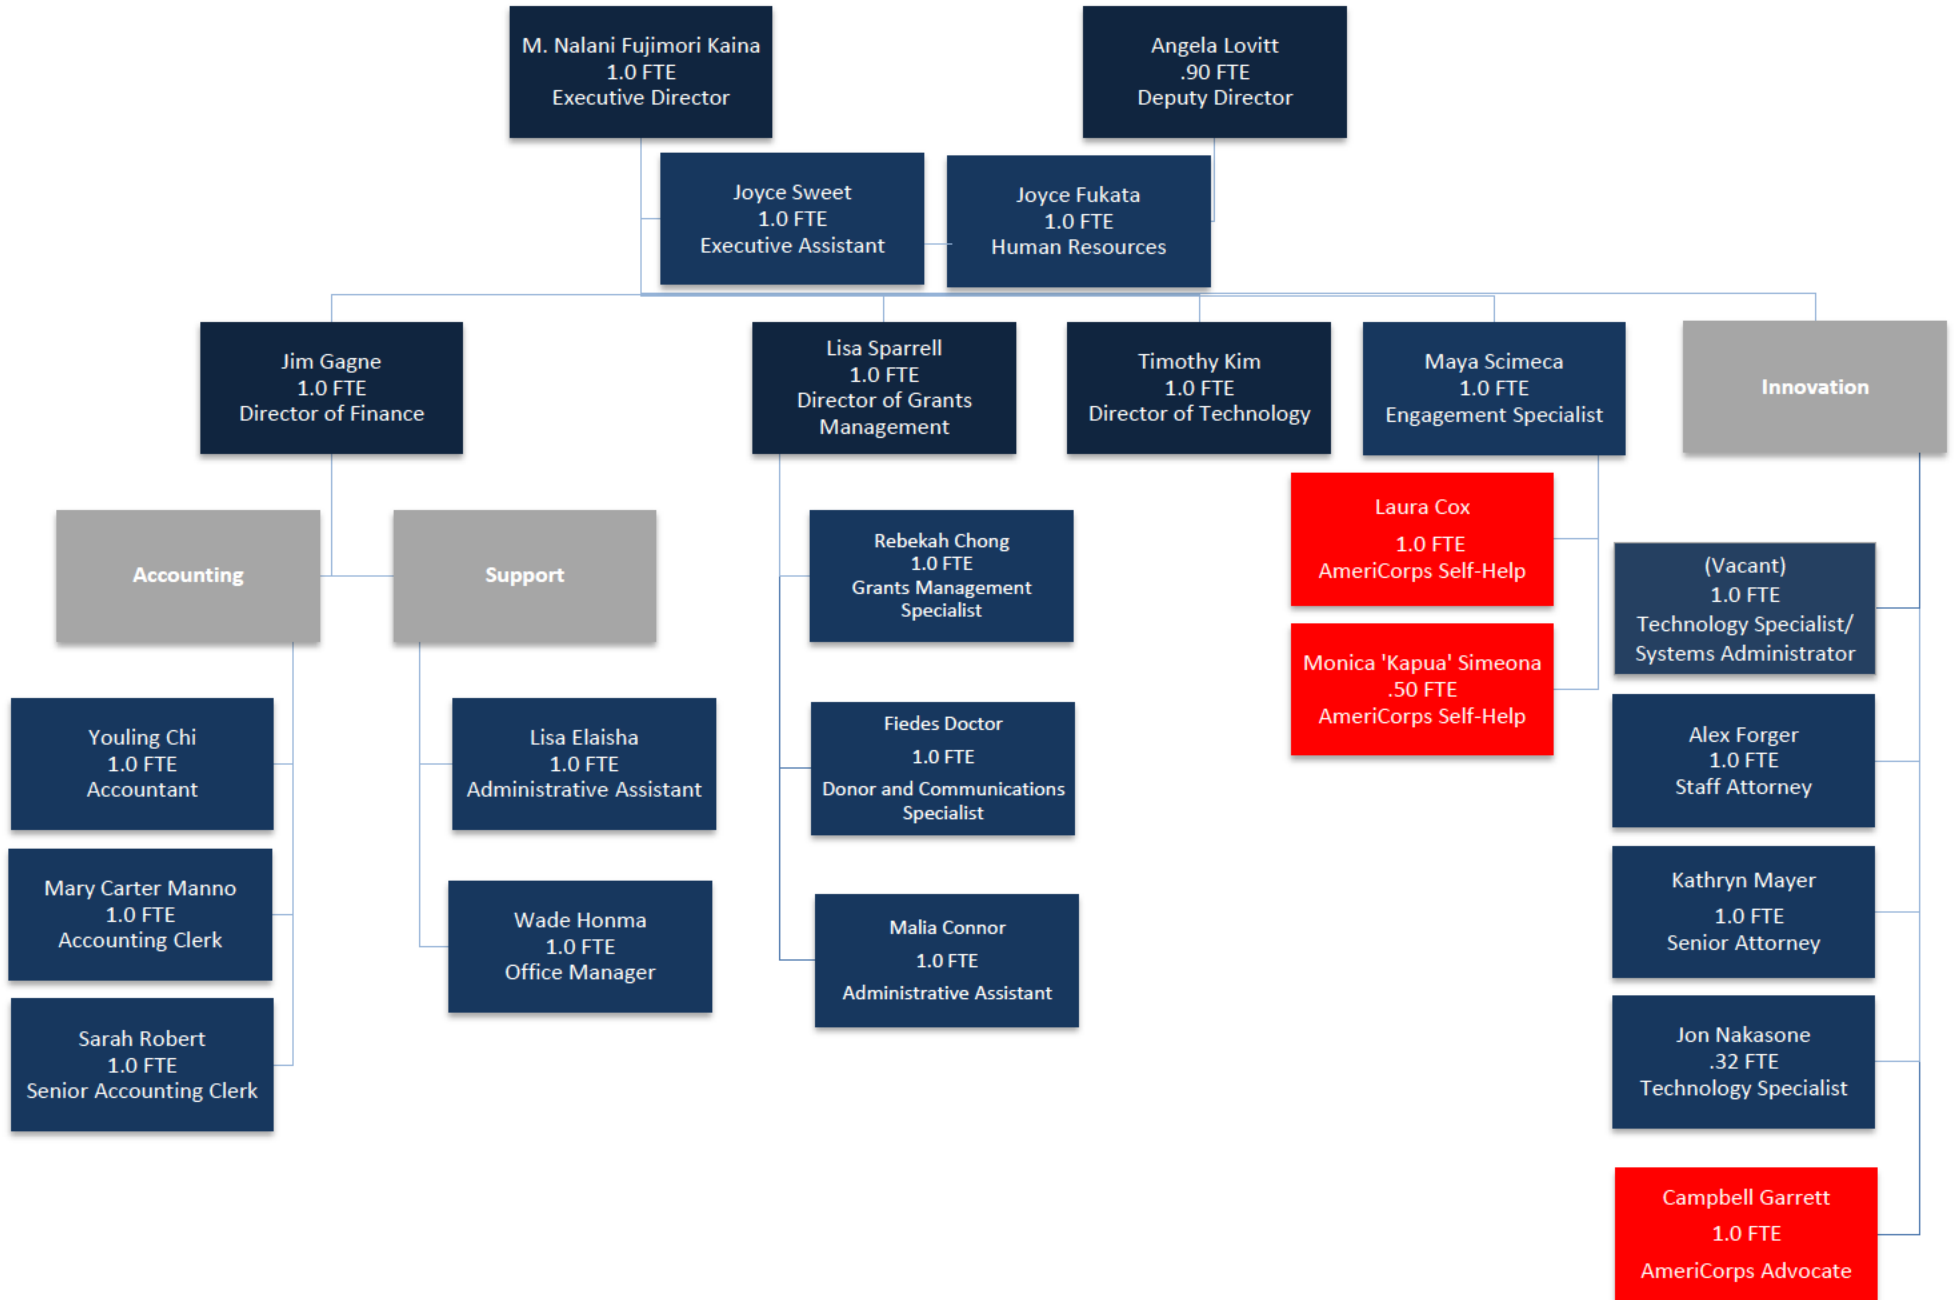 M. Nalani Fujimori Kaina
1.0 FTE
Executive Director
Angela Lovitt
.90 FTE
Deputy Director
Joyce Sweet
1.0 FTE
Executive Assistant
Joyce Fukata
1.0 FTE
Human Resources
Jim Gagne
1.0 FTE
Director of Finance
Lisa Sparrell
1.0 FTE
Director of Grants
Management
Timothy Kim
1.0 FTE
Director of Technology
Maya Scimeca
1.0 FTE
Engagement Specialist
Innovation
Accounting
Support
Youling Chi
1.0 FTE
Accountant
Mary Carter Manno
1.0 FTE
Accounting Clerk
Sarah Robert
1.0 FTE
Senior Accounting Clerk
Lisa Elaisha
1.0 FTE
Administrative Assistant
Wade Honma
1.0 FTE
Office Manager
Rebekah Chong
1.0 FTE
Grants Management
Specialist
Fiedes Doctor
1.0 FTE
Donor and Communications
Specialist
Malia Connor
1.0 FTE
Administrative Assistant
Laura Cox
1.0 FTE
AmeriCorps Self-Help
Monica 'Kapua' Simeona
.50 FTE
AmeriCorps Self-Help
(Vacant)
1.0 FTE
Technology Specialist/
Systems Administrator
Alex Forger
1.0 FTE
Staff Attorney
Kathryn Mayer
1.0 FTE
Senior Attorney
Jon Nakasone
.32 FTE
Technology Specialist
Campbell Garrett
1.0 FTE
AmeriCorps Advocate